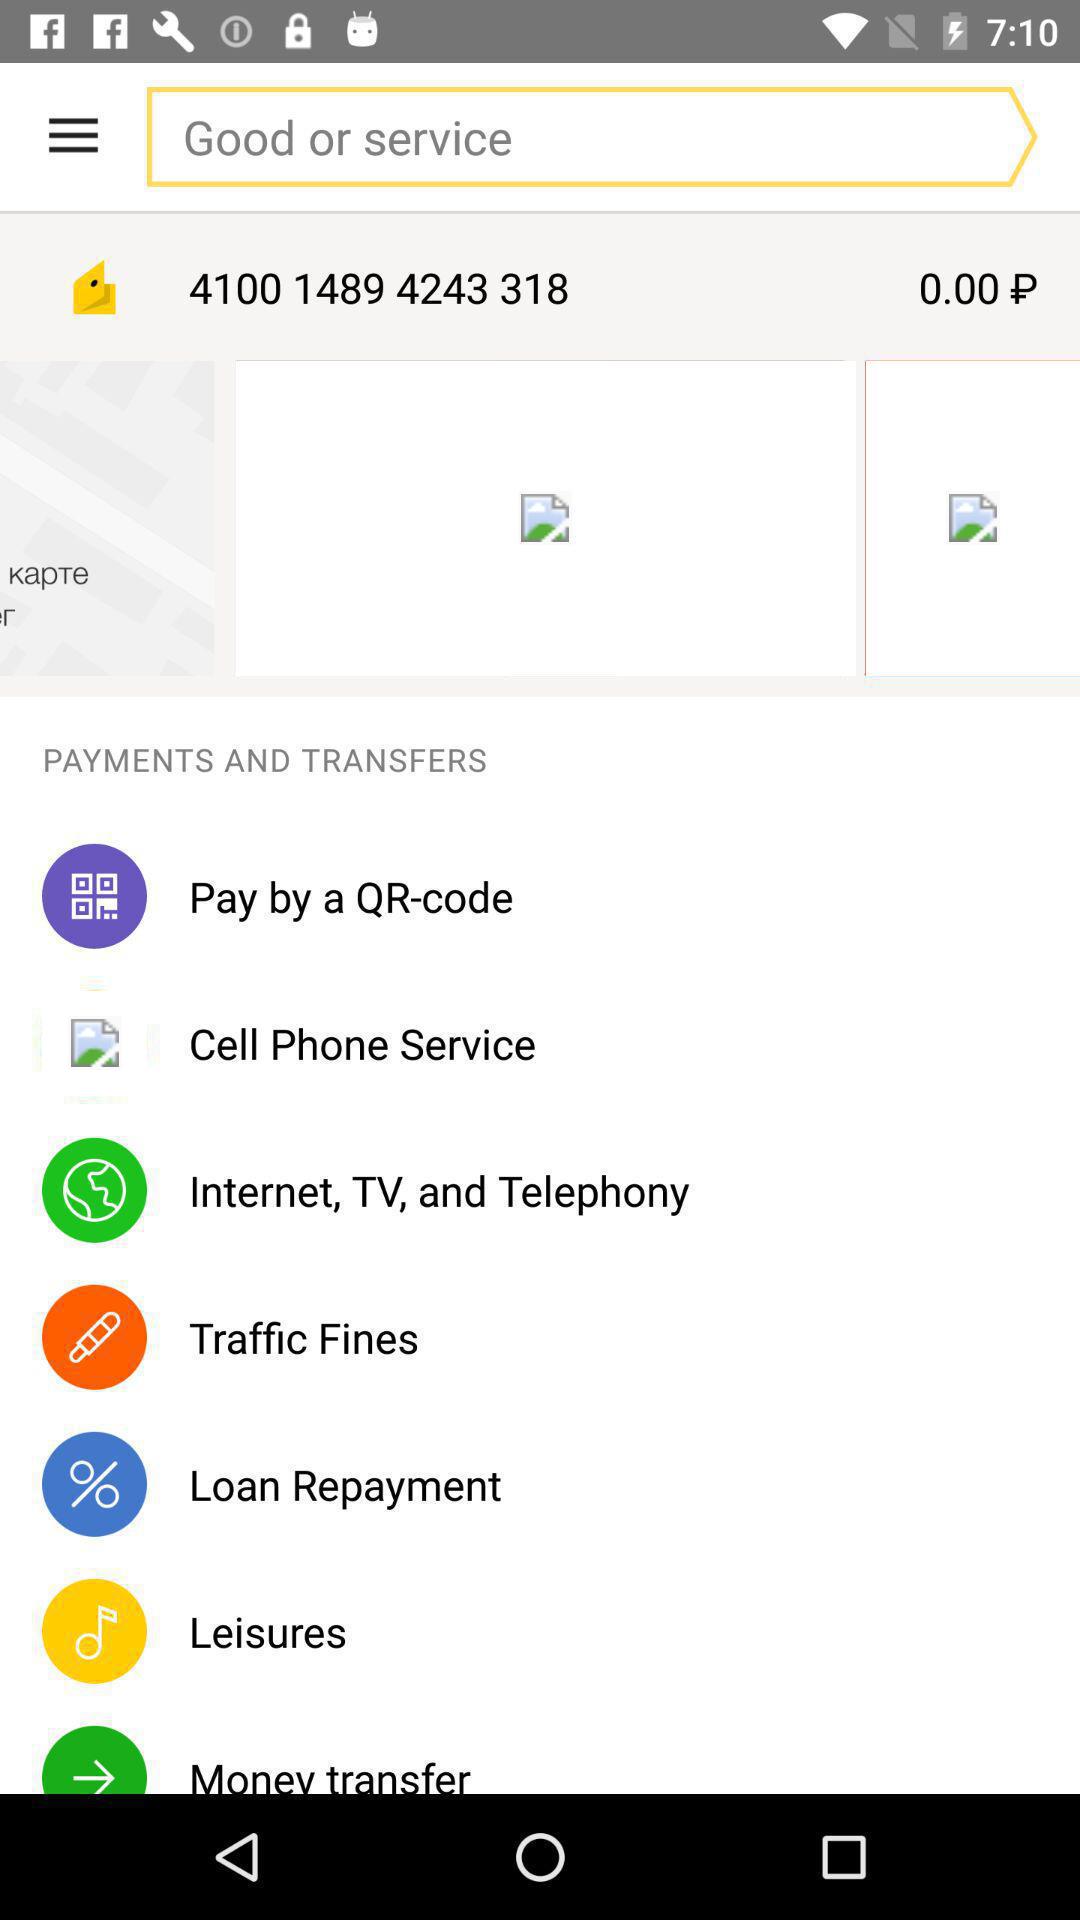 7:10
Good or service
4100 1489 4243 318
0.00 ₽
карте
PAYMENTS AND TRANSFERS
Pay by a QR-code
Cell Phone Service
Internet, TV, and Telephony
Traffic Fines
Loan Repayment
Leisures
Money transfer